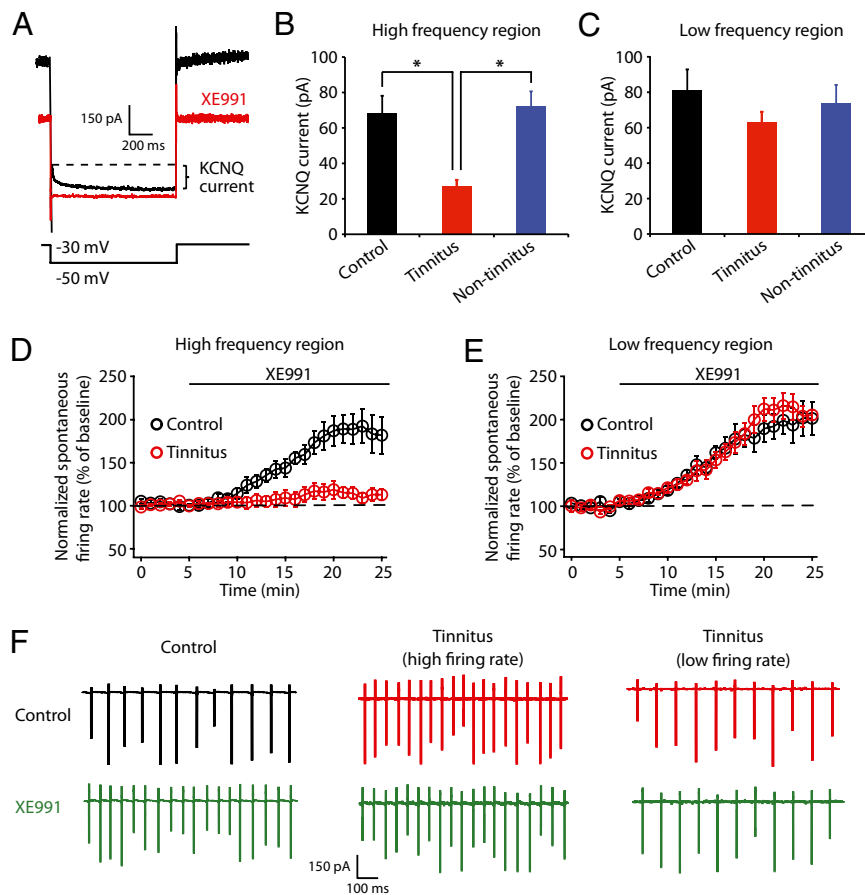 A
XE991
150 pA
200 ms
KCNQ
current
-30 mV
-50 mV
B
High frequency region
KCNQ current (pA)
100
80
60
40
20
0
*
*
Control
Tinnitus
Non-tinnitus
C
Low frequency region
KCNQ current (pA)
100
80
60
40
20
0
Control
Tinnitus
Non-tinnitus
D
High frequency region
XE991
Normalized spontaneous
firing rate (% of baseline)
200
150
100
50
Control
Tinnitus
0
5
10
15
20
25
Time (min)
E
Low frequency region
XE991
Normalized spontaneous
firing rate (% of baseline)
200
150
100
50
Control
Tinnitus
0
5
10
15
20
25
Time (min)
F
Control
Tinnitus
(high firing rate)
Tinnitus
(low firing rate)
Control
XE991
150 pA
100 ms